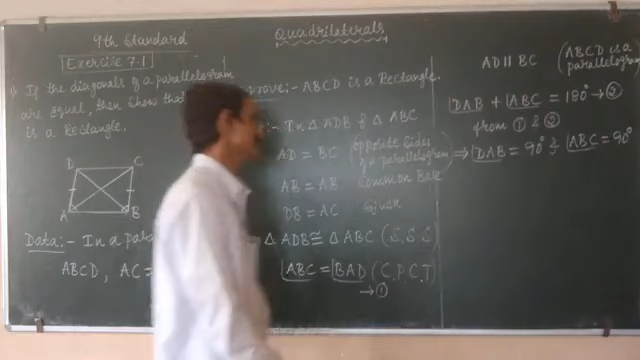 9th Standard
Exercise 7.1
Quadrilaterals
If the diagonals of a parallelogram
are equal, then show that
is a Rectangle.
D C
A B
Data:- In a para
ABCD, AC =
prove:- ABCD is a Rectangle.
:- In △ ADB & △ ABC
AD = BC (opposite sides of a parallelogram)
AB = AB Common Base
DB = AC Given
△ ADB ≅ △ ABC (S.S.S)
∠ABC = ∠BAD (C.P.C.T)
→ ①
AD || BC (ABCD is a parallelogram
∠DAB + ∠ABC = 180° → ②
from ① & ②
⇒ ∠DAB = 90° & ∠ABC = 90°